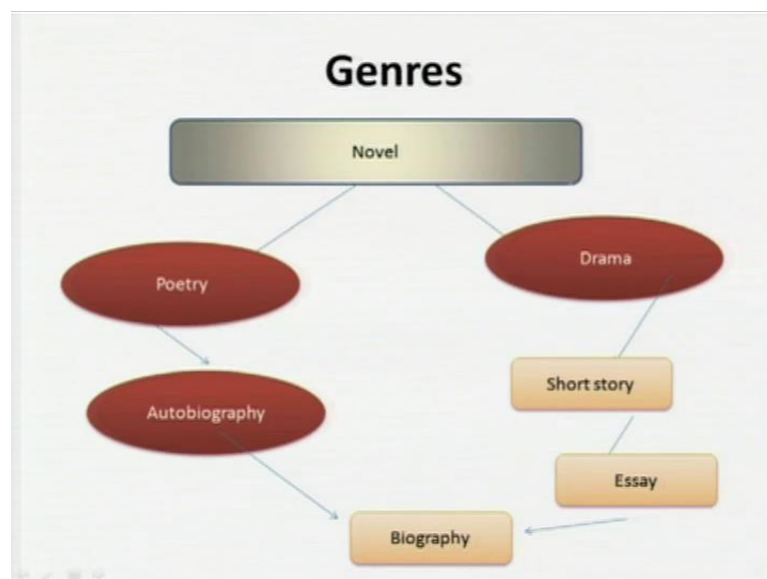 Genres
Novel
Poetry
Drama
Autobiography
Short story
Essay
Biography